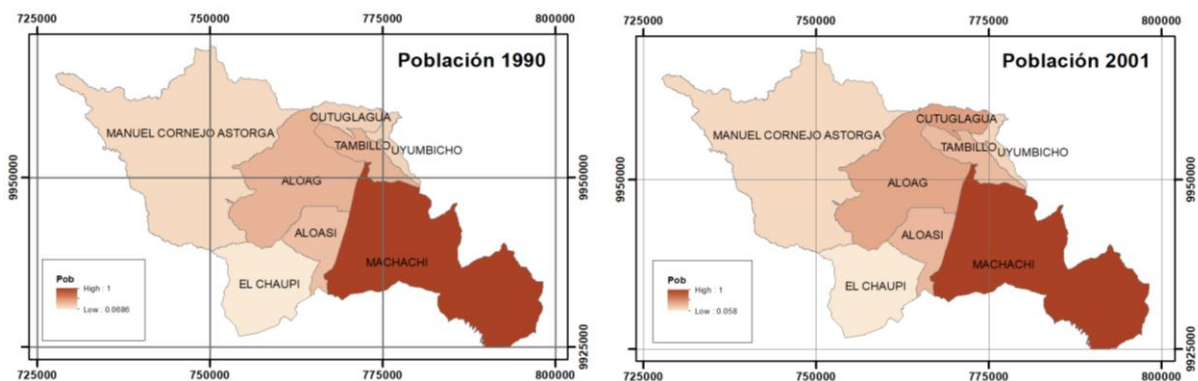 725000 750000 775000 800000
Población 1990
CUTUGLAGUA
MANUEL CORNEJO ASTORGA
TAMBILLO
UYUMBICHO
9950000
9950000
ALOAG
ALOASI
MACHACHI
EL CHAUPI
Pob
High : 1
Low : 0.0686
9925000
725000 750000 775000 800000
725000 750000 775000 800000
Población 2001
CUTUGLAGUA
MANUEL CORNEJO ASTORGA
TAMBILLO
UYUMBICHO
9950000
9950000
ALOAG
ALOASI
MACHACHI
EL CHAUPI
Pob
High : 1
Low : 0.058
9925000
725000 750000 775000 800000